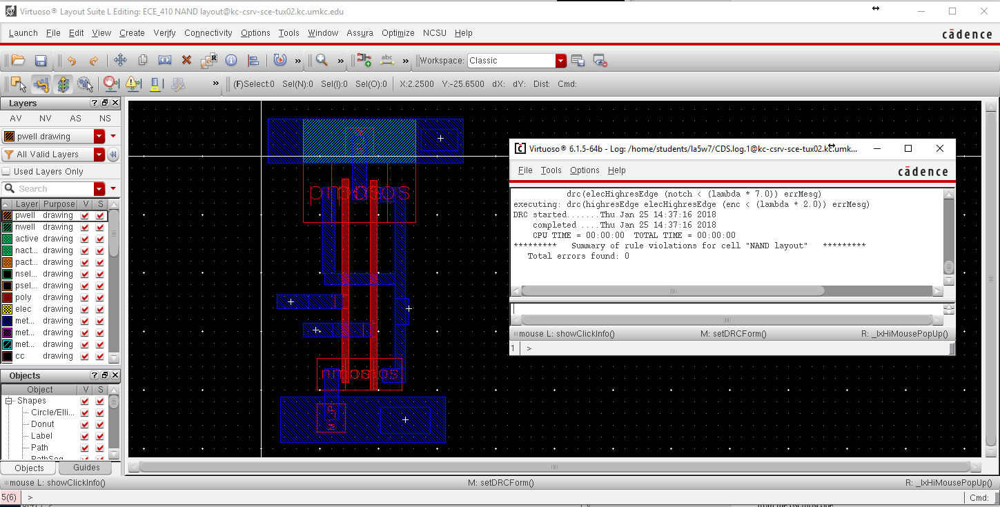 Virtuoso® Layout Suite L Editing: ECE_410 NAND layout@kc-csrv-sce-tux02.kc.umkc.edu
Launch File Edit View Create Verify Connectivity Options Tools Window Assura Optimize NCSU Help
cādence
Workspace: Classic
(F)Select:0 Sel(N):0 Sel(I):0 Sel(O):0 X:2.2500 Y:-25.6500 dX: dY: Dist: Cmd:
Layers
AV NV AS NS
pwell drawing
All Valid Layers
Used Layers Only
Search
Layer Purpose V S
pwell drawing
nwell drawing
active drawing
nact... drawing
pact... drawing
nsel... drawing
psel... drawing
poly drawing
elec drawing
met... drawing
met... drawing
met... drawing
cc drawing
Objects
Object V S
Shapes
Circle/Elli...
Donut
Label
Path
PathSeg
Objects Guides
Virtuoso® 6.1.5-64b - Log: /home/students/la5w7/CDS.log.1@kc-csrv-sce-tux02.kc.umk...
File Tools Options Help
cādence
drc(elecHighresEdge (notch < (lambda * 7.0)) errMesg)
executing: drc(highresEdge elecHighresEdge (enc < (lambda * 2.0)) errMesg)
DRC started.......Thu Jan 25 14:37:16 2018
completed ....Thu Jan 25 14:37:16 2018
CPU TIME = 00:00:00 TOTAL TIME = 00:00:00
********* Summary of rule violations for cell "NAND layout" *********
Total errors found: 0
mouse L: showClickInfo() M: setDRCForm() R: _lxHiMousePopUp()
1 >
mouse L: showClickInfo() M: setDRCForm() R: _lxHiMousePopUp()
5(6) > Cmd: